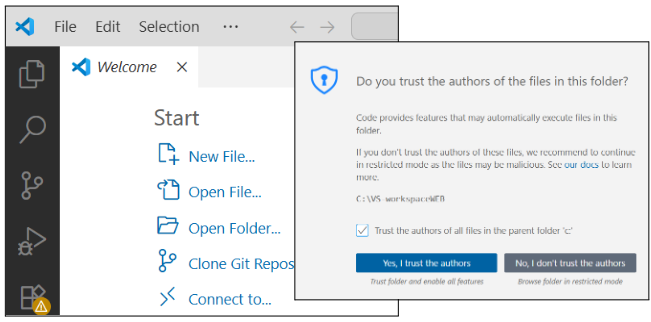 File Edit Selection ...
Welcome
Start
New File...
Open File...
Open Folder...
Clone Git Repos
Connect to...
Do you trust the authors of the files in this folder?
Code provides features that may automatically execute files in this
folder.
If you don't trust the authors of these files, we recommend to continue
in restricted mode as the files may be malicious. See our docs to learn
more.
C:\VS workspaceWEB
Trust the authors of all files in the parent folder 'c:'
Yes, I trust the authors No, I don't trust the authors
Trust folder and enable all features Browse folder in restricted mode